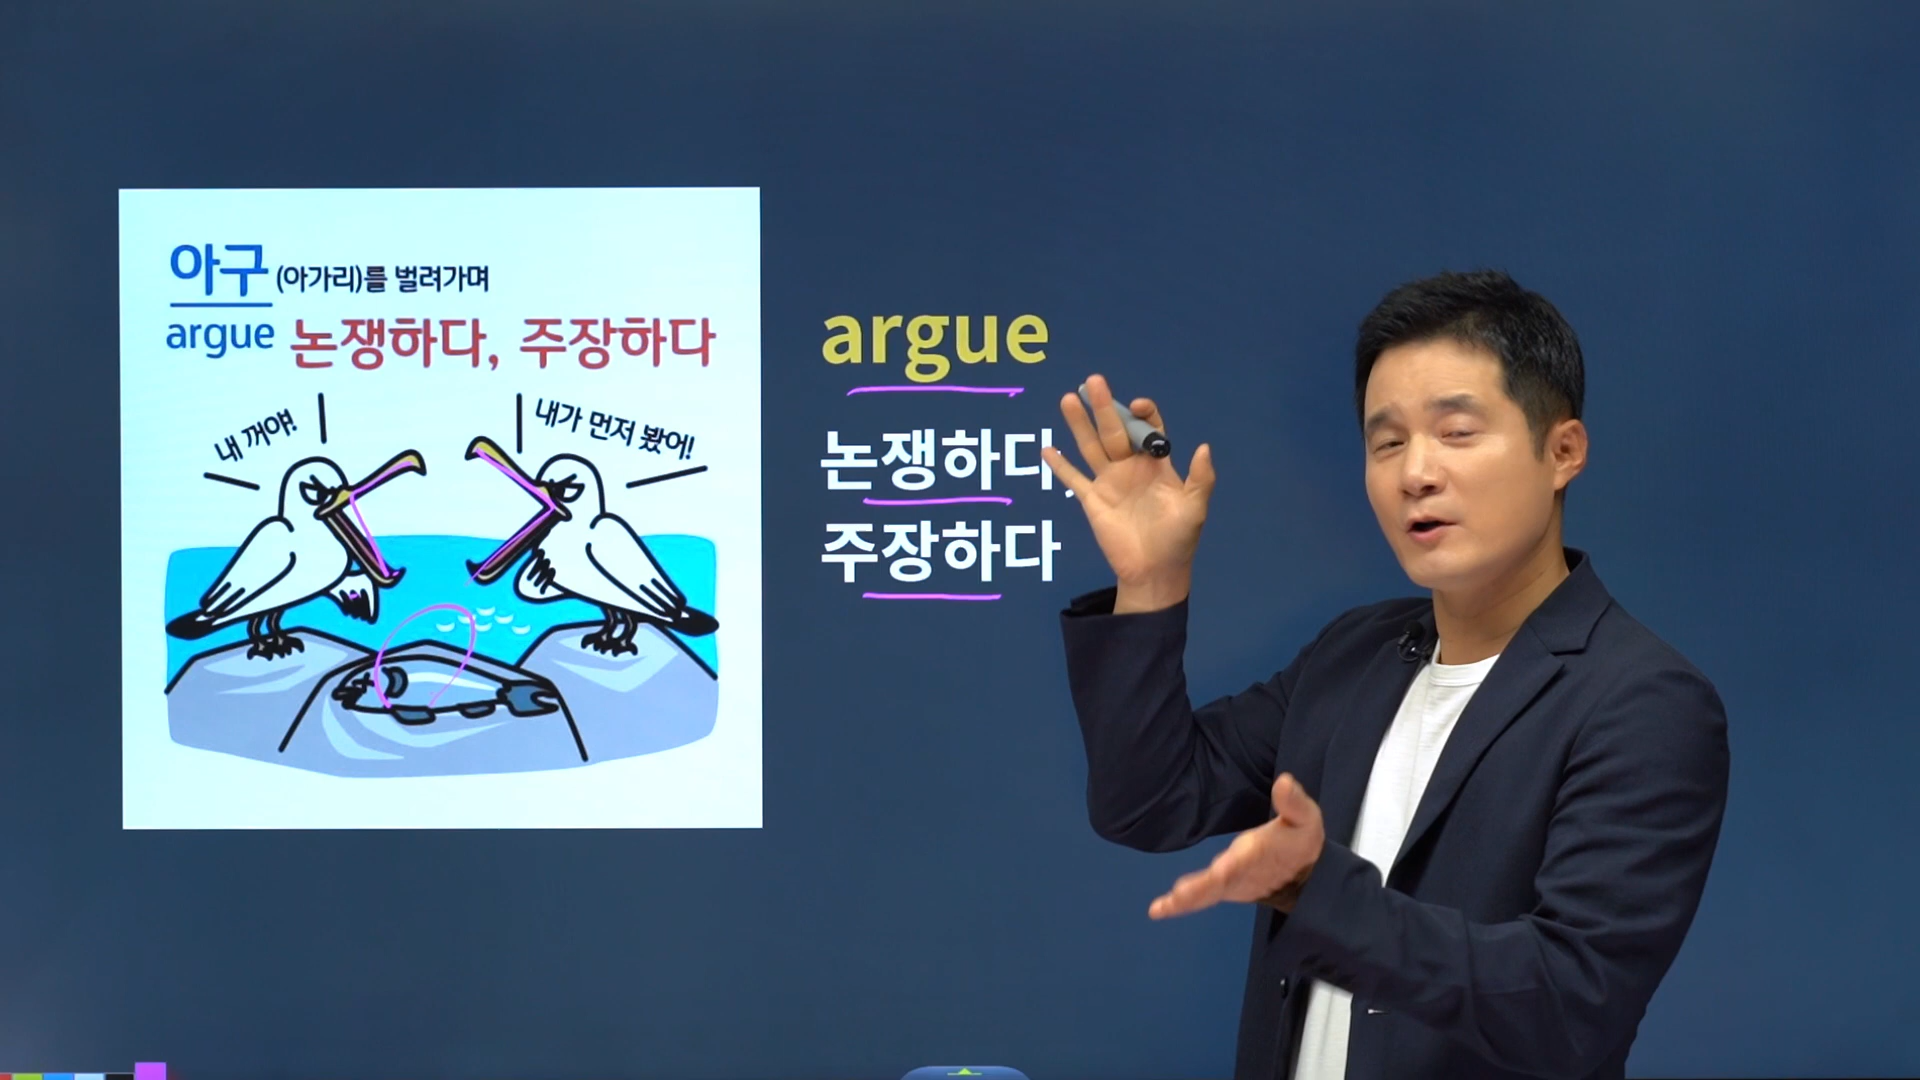 아구 (아가리)를 벌려가며
argue 논쟁하다, 주장하다
내 꺼야!
내가 먼저 봤어!
argue
논쟁하다,
주장하다